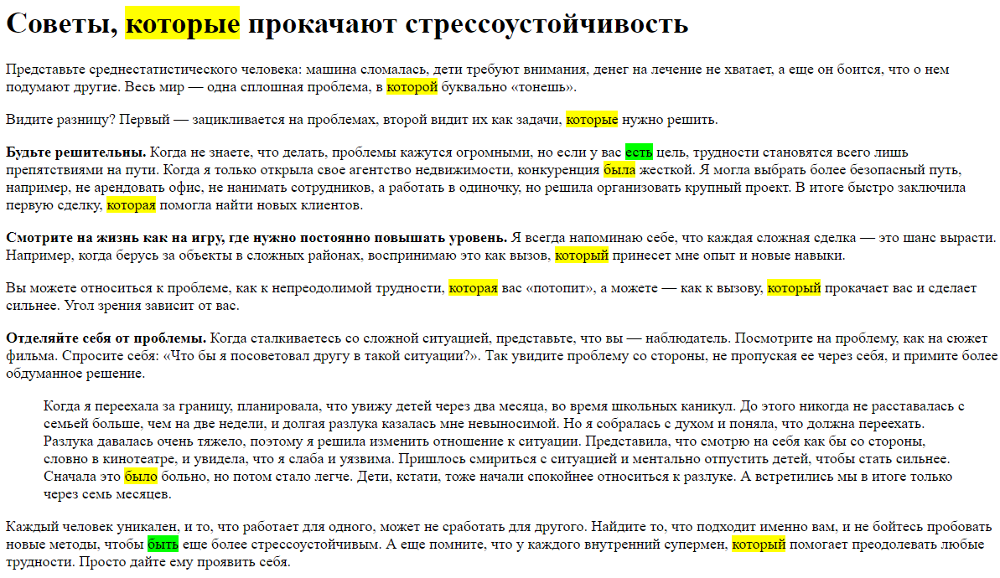 Советы, которые прокачают стрессоустойчивость
Представьте среднестатистического человека: машина сломалась, дети требуют внимания, денег на лечение не хватает, а еще он боится, что о нем
подумают другие. Весь мир — одна сплошная проблема, в которой буквально «тонешь».
Видите разницу? Первый — зацикливается на проблемах, второй видит их как задачи, которые нужно решить.
Будьте решительны. Когда не знаете, что делать, проблемы кажутся огромными, но если у вас есть цель, трудности становятся всего лишь
препятствиями на пути. Когда я только открыла свое агентство недвижимости, конкуренция была жесткой. Я могла выбрать более безопасный путь,
например, не арендовать офис, не нанимать сотрудников, а работать в одиночку, но решила организовать крупный проект. В итоге быстро заключила
первую сделку, которая помогла найти новых клиентов.
Смотрите на жизнь как на игру, где нужно постоянно повышать уровень. Я всегда напоминаю себе, что каждая сложная сделка — это шанс вырасти.
Например, когда берусь за объекты в сложных районах, воспринимаю это как вызов, который принесет мне опыт и новые навыки.
Вы можете относиться к проблеме, как к непреодолимой трудности, которая вас «потопит», а можете — как к вызову, который прокачает вас и сделает
сильнее. Угол зрения зависит от вас.
Отделяйте себя от проблемы. Когда сталкиваетесь со сложной ситуацией, представьте, что вы — наблюдатель. Посмотрите на проблему, как на сюжет
фильма. Спросите себя: «Что бы я посоветовал другу в такой ситуации?». Так увидите проблему со стороны, не пропуская ее через себя, и примите более
обдуманное решение.
Когда я переехала за границу, планировала, что увижу детей через два месяца, во время школьных каникул. До этого никогда не расставалась с
семьей больше, чем на две недели, и долгая разлука казалась мне невыносимой. Но я собралась с духом и поняла, что должна переехать.
Разлука давалась очень тяжело, поэтому я решила изменить отношение к ситуации. Представила, что смотрю на себя как бы со стороны,
словно в кинотеатре, и увидела, что я слаба и уязвима. Пришлось смириться с ситуацией и ментально отпустить детей, чтобы стать сильнее.
Сначала это было больно, но потом стало легче. Дети, кстати, тоже начали спокойнее относиться к разлуке. А встретились мы в итоге только
через семь месяцев.
Каждый человек уникален, и то, что работает для одного, может не сработать для другого. Найдите то, что подходит именно вам, и не бойтесь пробовать
новые методы, чтобы быть еще более стрессоустойчивым. А еще помните, что у каждого внутренний супермен, который помогает преодолевать любые
трудности. Просто дайте ему проявить себя.